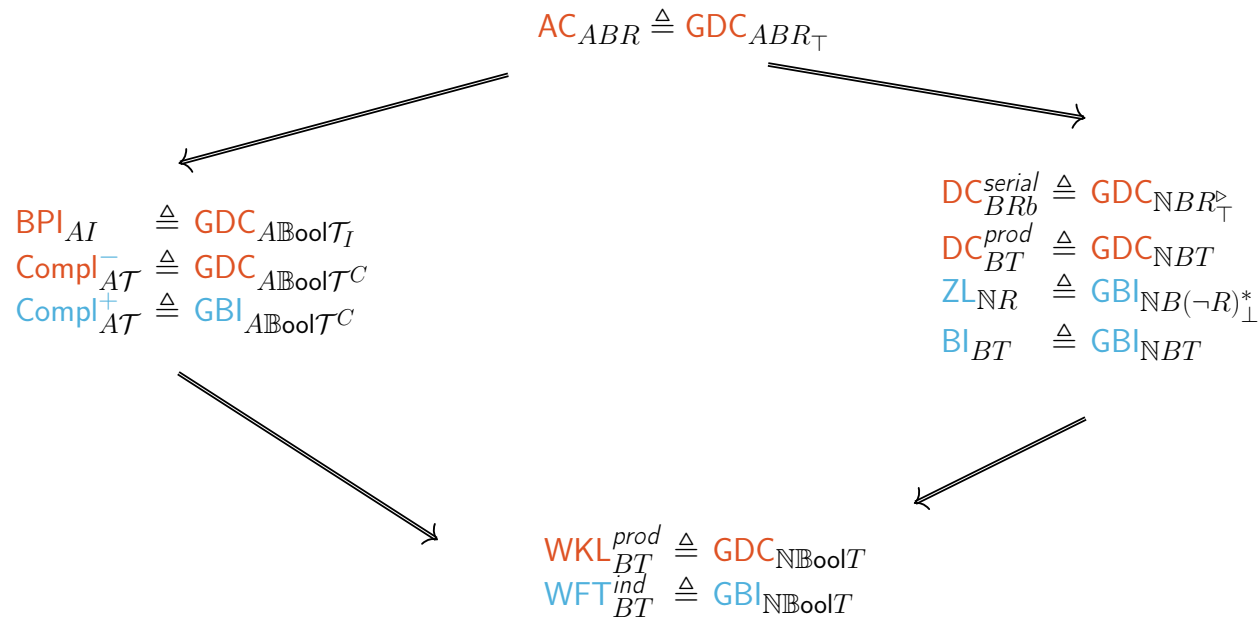 AC_{ABR} ≜ GDC_{ABR_⊤}
BPI_{AI} ≜ GDC_{A𝔹ool𝒯_I}
Compl^-_{A𝒯} ≜ GDC_{A𝔹ool𝒯^C}
Compl^+_{A𝒯} ≜ GBI_{A𝔹ool𝒯^C}
DC^{serial}_{BRb} ≜ GDC_{ℕBR^▹_⊤}
DC^{prod}_{BT} ≜ GDC_{ℕBT}
ZL_{ℕR} ≜ GBI_{ℕB(¬R)^*_⊥}
BI_{BT} ≜ GBI_{ℕBT}
WKL^{prod}_{BT} ≜ GDC_{ℕ𝔹oolT}
WFT^{ind}_{BT} ≜ GBI_{ℕ𝔹oolT}